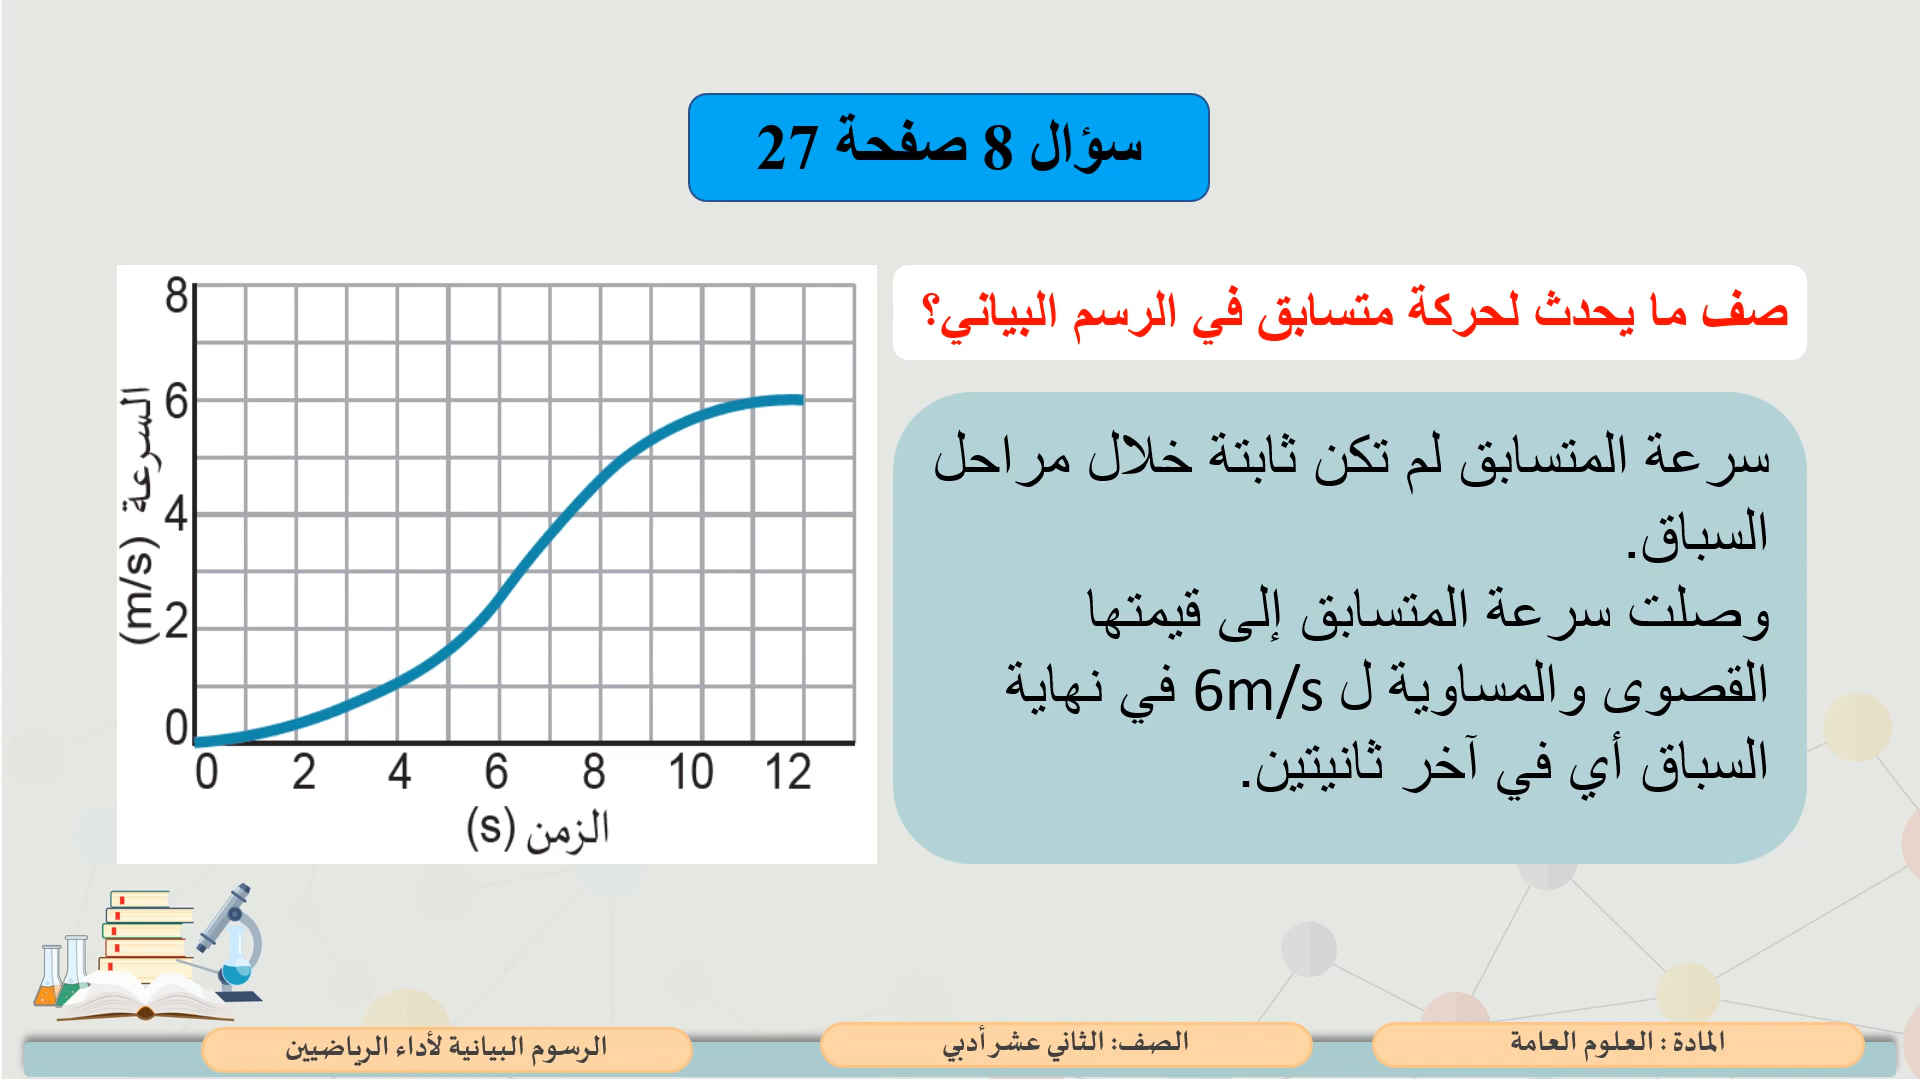 سؤال 8 صفحة 27
صف ما يحدث لحركة متسابق في الرسم البياني؟
سرعة المتسابق لم تكن ثابتة خلال مراحل
السباق.
وصلت سرعة المتسابق إلى قيمتها
القصوى والمساوية ل 6m/s في نهاية
السباق أي في آخر ثانيتين.
السرعة (m/s)
8
6
4
2
0
0 2 4 6 8 10 12
الزمن (s)
المادة : العلوم العامة
الصف: الثاني عشر أدبي
الرسوم البيانية لأداء الرياضيين